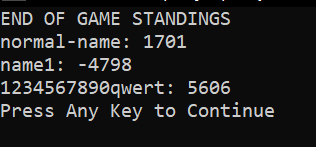 END OF GAME STANDINGS
normal-name: 1701
name1: -4798
1234567890qwert: 5606
Press Any Key to Continue